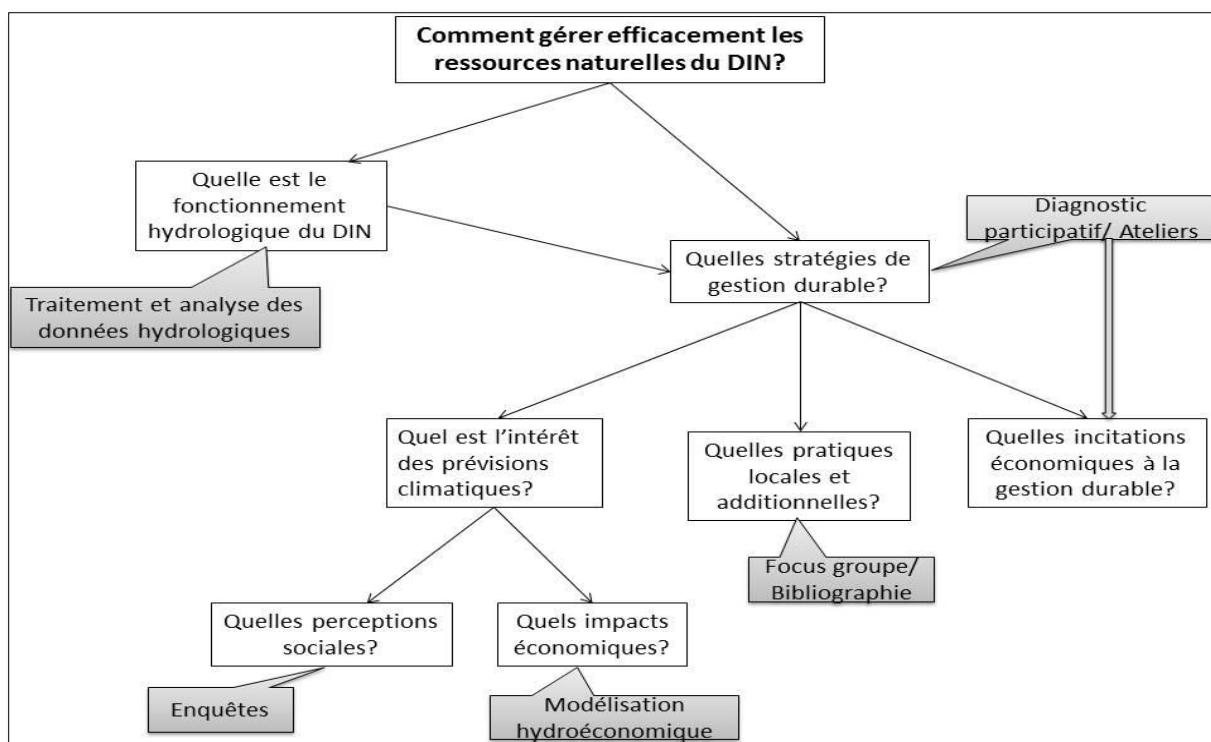 Comment gérer efficacement les
ressources naturelles du DIN?
Quelle est le
fonctionnement
hydrologique du DIN
Diagnostic
participatif/ Ateliers
Quelles stratégies de
gestion durable?
Traitement et analyse des
données hydrologiques
Quel est l’intérêt
des prévisions
climatiques?
Quelles pratiques
locales et
additionnelles?
Quelles incitations
économiques à la
gestion durable?
Focus groupe/
Bibliographie
Quelles perceptions
sociales?
Quels impacts
économiques?
Enquêtes
Modélisation
hydroéconomique